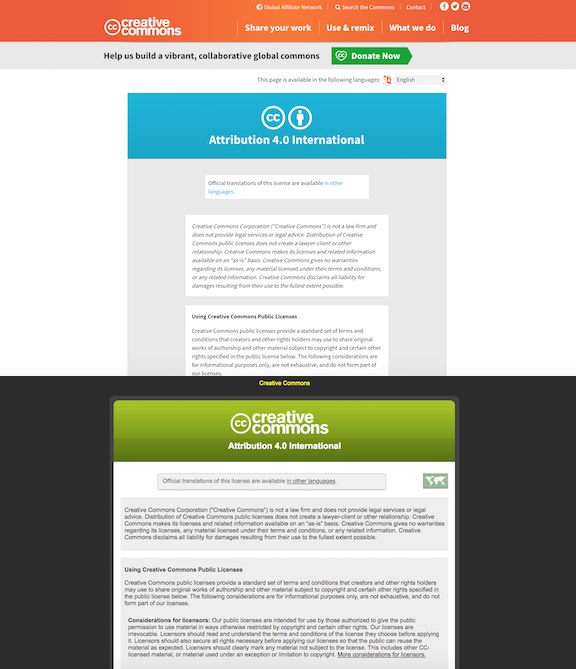 Global Affiliate Network Search the Commons Contact
cc creative commons
Share your work Use & remix What we do Blog
Help us build a vibrant, collaborative global commons Donate Now
This page is available in the following languages: English
cc
Attribution 4.0 International
Official translations of this license are available in other
languages.
Creative Commons Corporation (“Creative Commons”) is not a law firm and
does not provide legal services or legal advice. Distribution of Creative
Commons public licenses does not create a lawyer-client or other
relationship. Creative Commons makes its licenses and related information
available on an “as-is” basis. Creative Commons gives no warranties
regarding its licenses, any material licensed under their terms and conditions,
or any related information. Creative Commons disclaims all liability for
damages resulting from their use to the fullest extent possible.
Using Creative Commons Public Licenses
Creative Commons public licenses provide a standard set of terms and
conditions that creators and other rights holders may use to share original
works of authorship and other material subject to copyright and certain other
rights specified in the public license below. The following considerations are
for informational purposes only, are not exhaustive, and do not form part of
our licenses.
Creative Commons
cc creative commons
Attribution 4.0 International
Official translations of this license are available in other languages.
Creative Commons Corporation (“Creative Commons”) is not a law firm and does not provide legal services or legal
advice. Distribution of Creative Commons public licenses does not create a lawyer-client or other relationship. Creative
Commons makes its licenses and related information available on an “as-is” basis. Creative Commons gives no warranties
regarding its licenses, any material licensed under their terms and conditions, or any related information. Creative
Commons disclaims all liability for damages resulting from their use to the fullest extent possible.
Using Creative Commons Public Licenses
Creative Commons public licenses provide a standard set of terms and conditions that creators and other rights holders
may use to share original works of authorship and other material subject to copyright and certain other rights specified in
the public license below. The following considerations are for informational purposes only, are not exhaustive, and do not
form part of our licenses.
Considerations for licensors: Our public licenses are intended for use by those authorized to give the public
permission to use material in ways otherwise restricted by copyright and certain other rights. Our licenses are
irrevocable. Licensors should read and understand the terms and conditions of the license they choose before applying
it. Licensors should also secure all rights necessary before applying our licenses so that the public can reuse the
material as expected. Licensors should clearly mark any material not subject to the license. This includes other CC-
licensed material, or material used under an exception or limitation to copyright. More considerations for licensors.